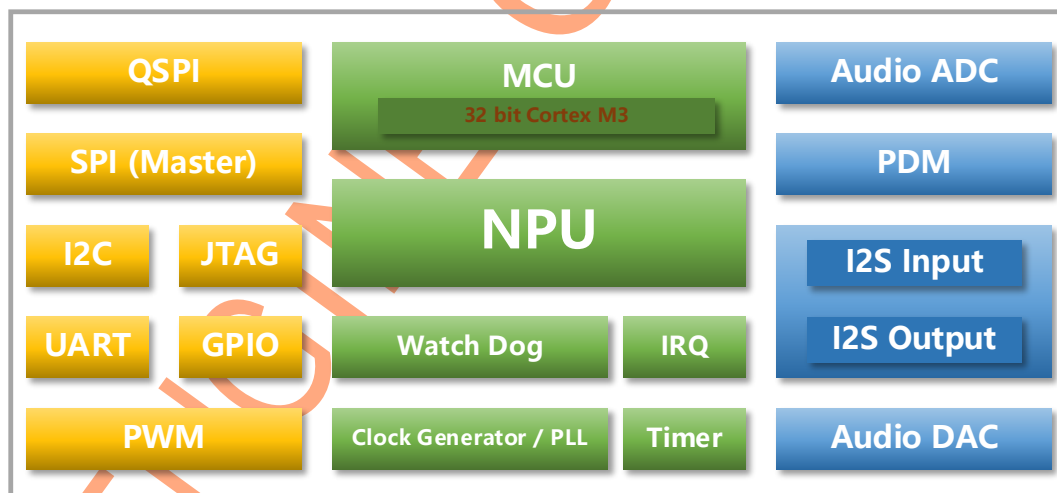 QSPI
MCU
32 bit Cortex M3
Audio ADC
SPI (Master)
PDM
NPU
I2C
JTAG
I2S Input
UART
GPIO
Watch Dog
IRQ
I2S Output
PWM
Clock Generator / PLL
Timer
Audio DAC